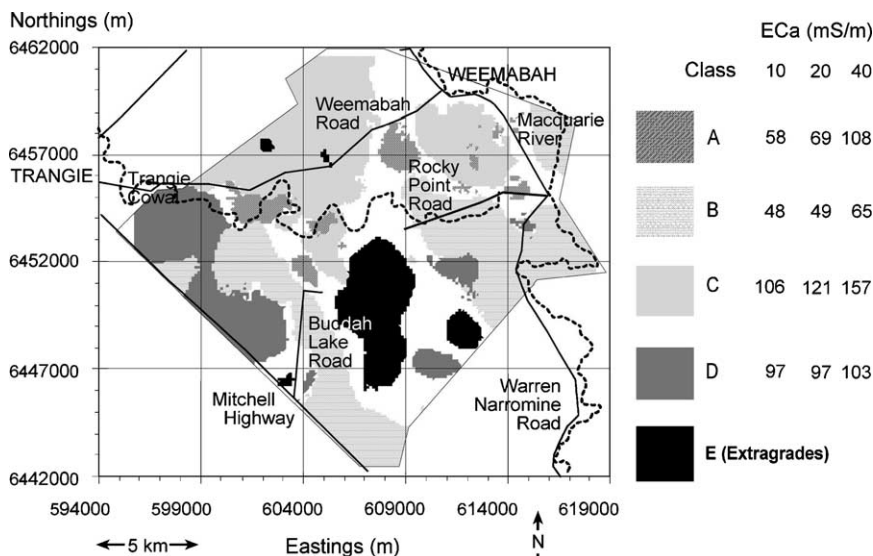 Northings (m)
6462000
6457000
TRANGIE
6452000
6447000
6442000
594000 599000 604000 609000 614000 619000
5 km
Eastings (m)
N
WEEMABAH
Weemabah
Road
Macquarie
River
Trangie
Cowal
Rocky
Point
Road
Buddah
Lake
Road
Mitchell
Highway
Warren
Narromine
Road
ECa (mS/m)
Class 10 20 40
A 58 69 108
B 48 49 65
C 106 121 157
D 97 97 103
E (Extragrades)